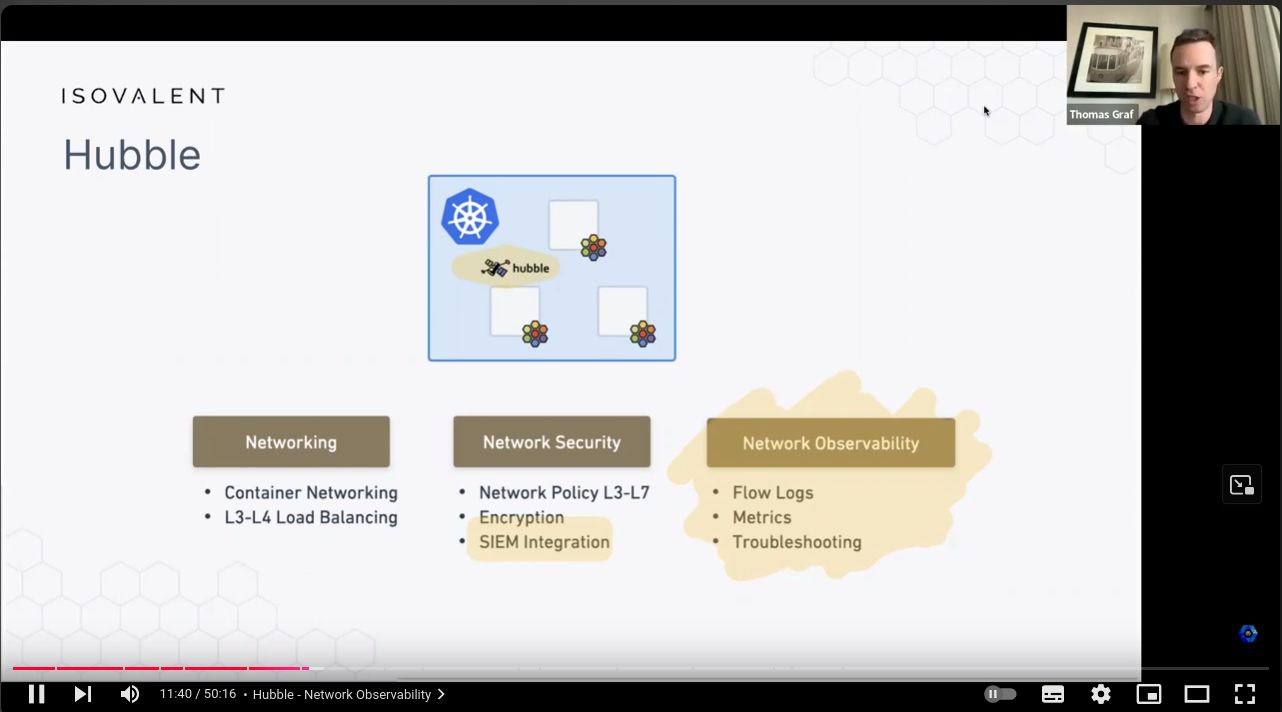 Thomas Graf
ISOVALENT
Hubble
hubble
Networking
• Container Networking
• L3-L4 Load Balancing
Network Security
• Network Policy L3-L7
• Encryption
• SIEM Integration
Network Observability
• Flow Logs
• Metrics
• Troubleshooting
11:40 / 50:16 • Hubble - Network Observability